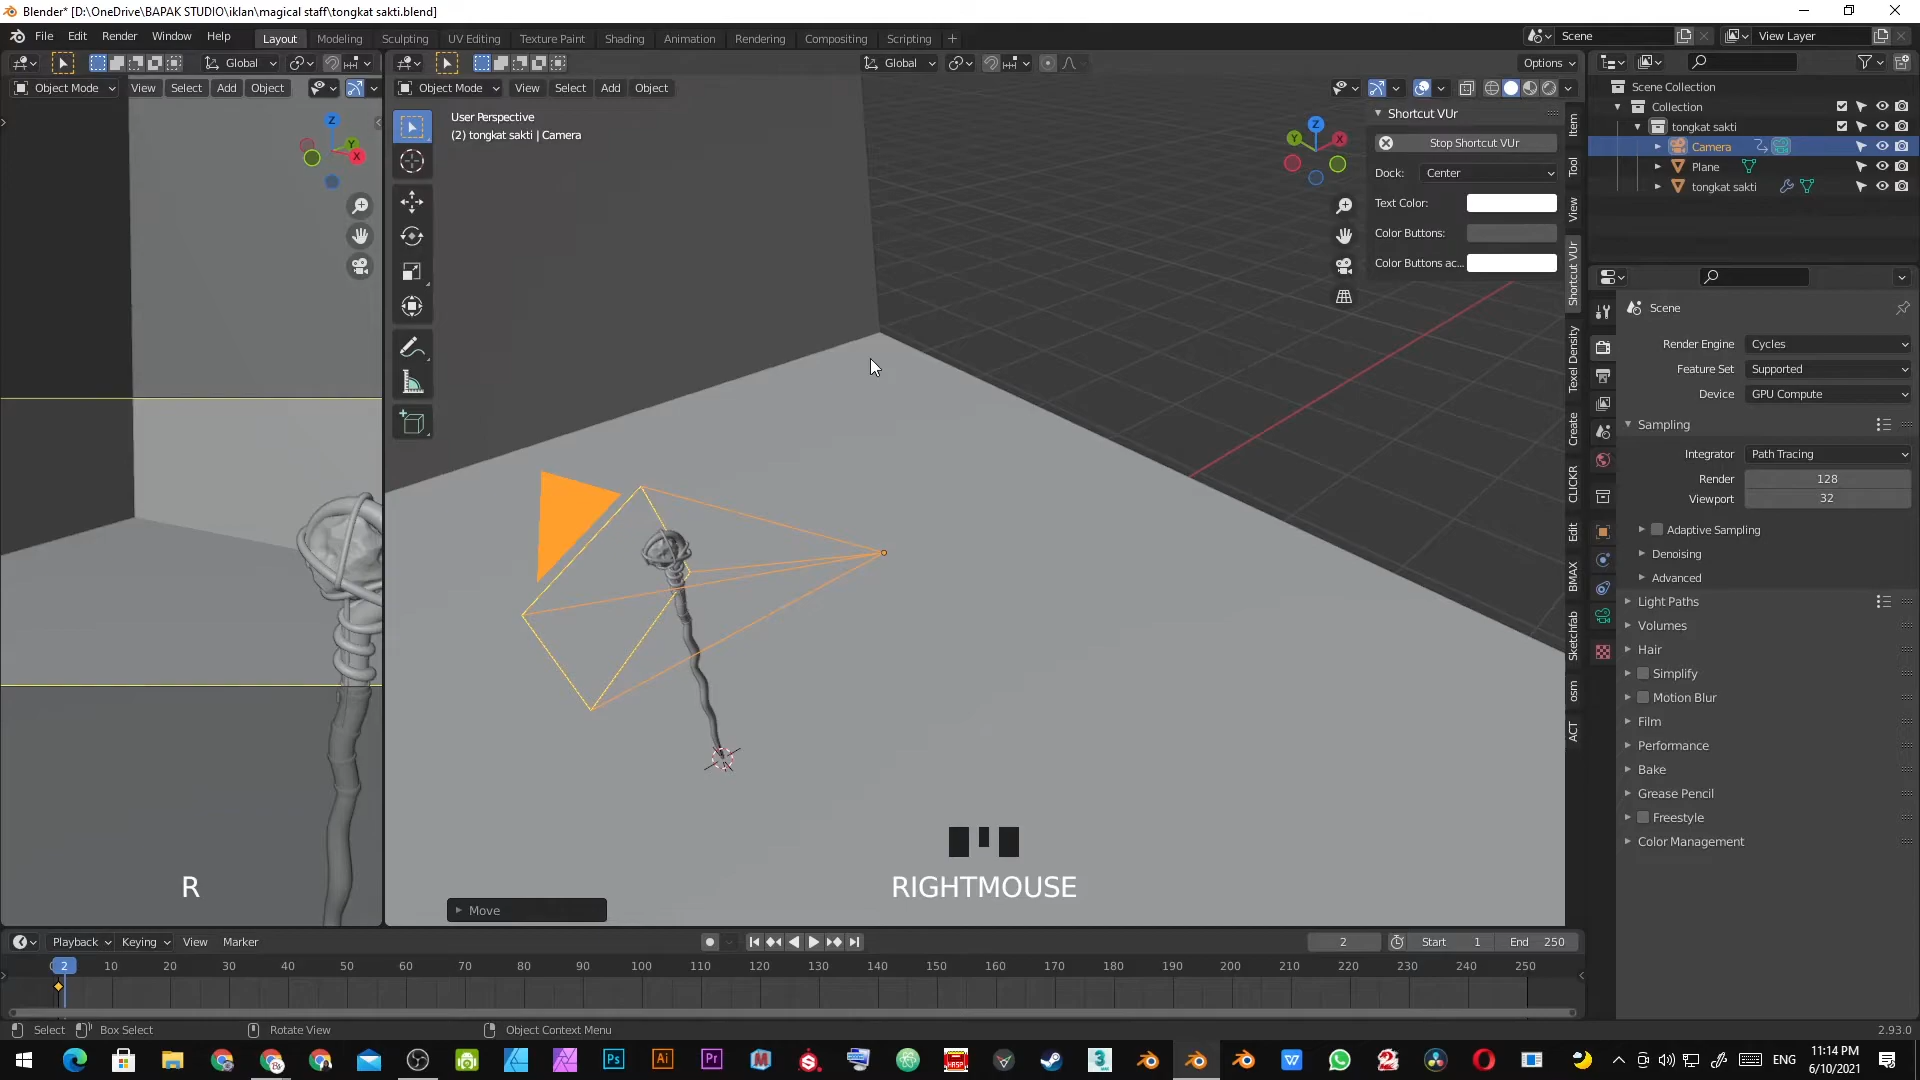 Blender* [D:\OneDrive\BAPAK STUDIO\iklan\magical staff\tongkat sakti.blend]
File Edit Render Window Help Layout Modeling Sculpting UV Editing Texture Paint Shading Animation Rendering Compositing Scripting + Scene View Layer
Global Global Options
Object Mode View Select Add Object Object Mode View Select Add Object
User Perspective
(2) tongkat sakti | Camera
Z Y X
Z Y X
Shortcut VUr
Stop Shortcut VUr
Dock: Center
Text Color:
Color Buttons:
Color Buttons ac...
Item
Tool
View
Shortcut VUr
Texel Density
Create
CLICKR
Edit
BMAX
Sketchfab
osm
ACT
Scene Collection
Collection
tongkat sakti
Camera
Plane
tongkat sakti
Scene
Render Engine Cycles
Feature Set Supported
Device GPU Compute
Sampling
Integrator Path Tracing
Render 128
Viewport 32
Adaptive Sampling
Denoising
Advanced
Light Paths
Volumes
Hair
Simplify
Motion Blur
Film
Performance
Bake
Grease Pencil
Freestyle
Color Management
R
RIGHTMOUSE
Move
Playback Keying View Marker 2 Start 1 End 250
2 10 20 30 40 50 60 70 80 90 100 110 120 130 140 150 160 170 180 190 200 210 220 230 240 250
Select Box Select Rotate View Object Context Menu 2.93.0
Ps Ai Pr ENG 11:14 PM
6/10/2021